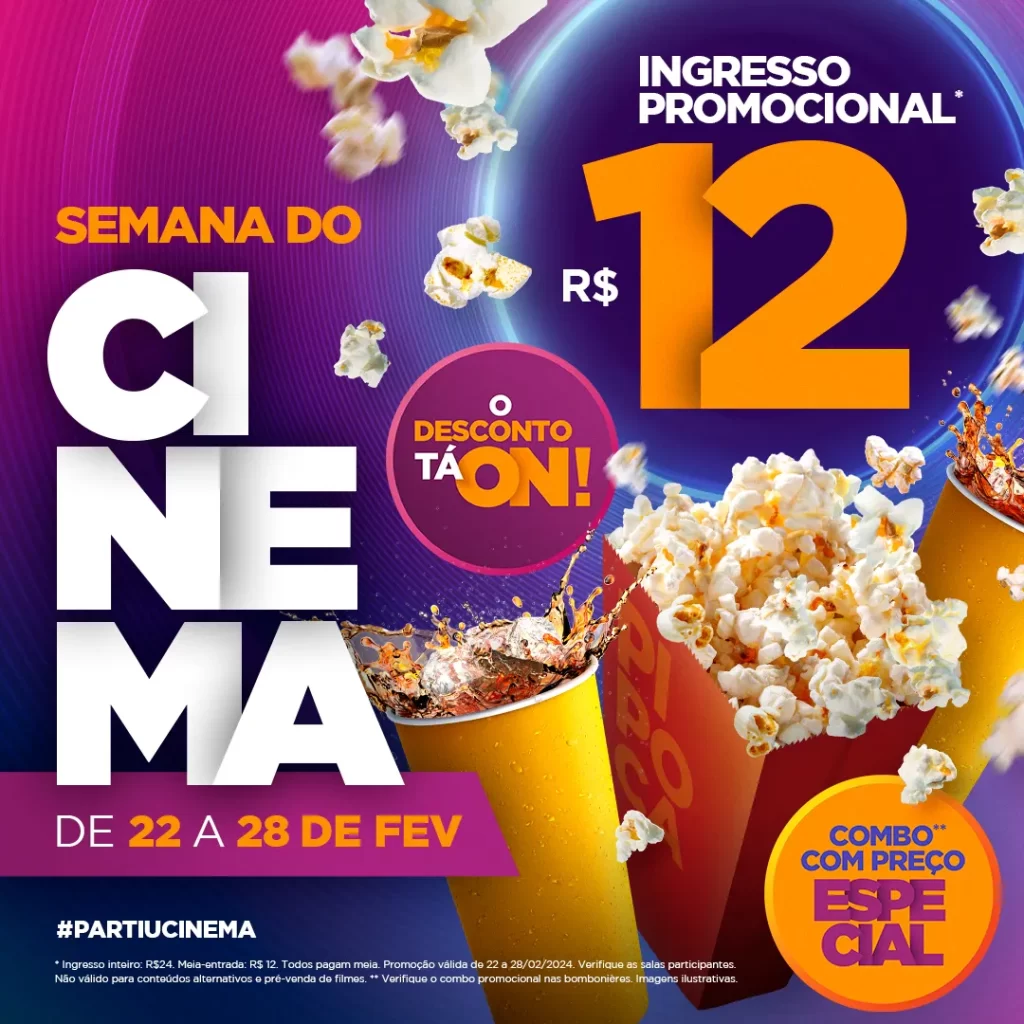 INGRESSO
PROMOCIONAL*
R$ 12
SEMANA DO
CI
NE
MA
O
DESCONTO
TÁ ON!
DE 22 A 28 DE FEV
PIPOCA
COMBO**
COM PREÇO
ESPE
CIAL
#PARTIUCINEMA
* Ingresso inteiro: R$24. Meia-entrada: R$ 12. Todos pagam meia. Promoção válida de 22 a 28/02/2024. Verifique as salas participantes.
Não válido para conteúdos alternativos e pré-venda de filmes. ** Verifique o combo promocional nas bombonières. Imagens ilustrativas.